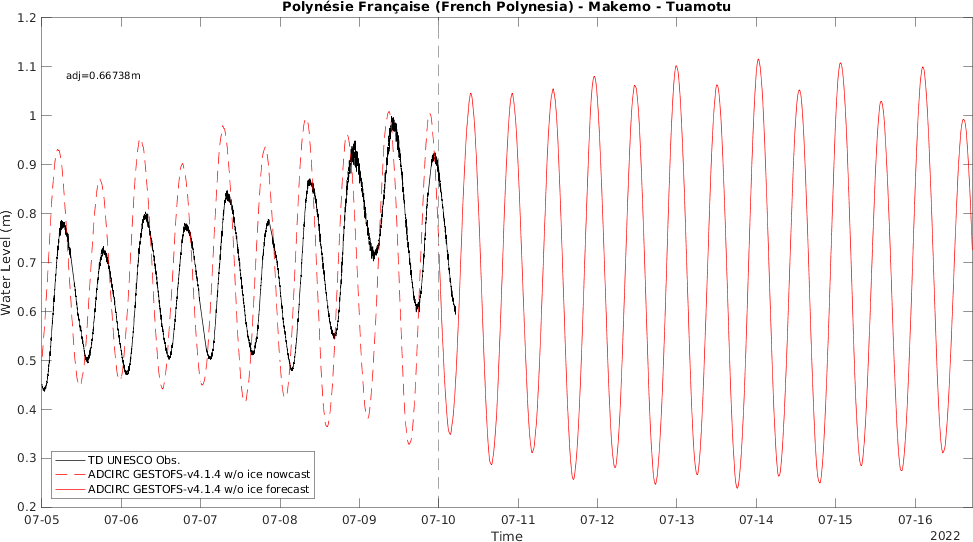 Polynésie Française (French Polynesia) - Makemo - Tuamotu
1.2
1.1
1
0.9
0.8
0.7
0.6
0.5
0.4
0.3
0.2
Water Level (m)
adj=0.66738m
TD UNESCO Obs.
ADCIRC GESTOFS-v4.1.4 w/o ice nowcast
ADCIRC GESTOFS-v4.1.4 w/o ice forecast
07-05 07-06 07-07 07-08 07-09 07-10 07-11 07-12 07-13 07-14 07-15 07-16
Time
2022